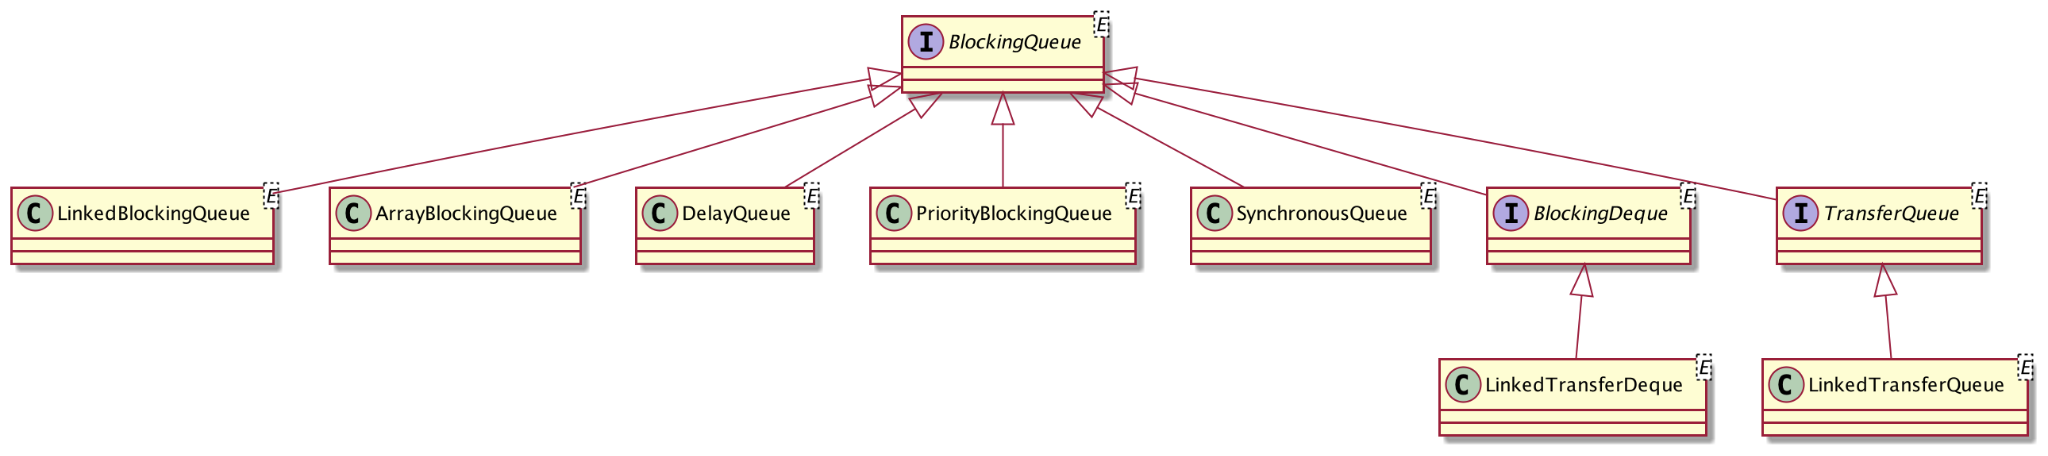 I BlockingQueue E
C LinkedBlockingQueue E
C ArrayBlockingQueue E
C DelayQueue E
C PriorityBlockingQueue E
C SynchronousQueue E
I BlockingDeque E
I TransferQueue E
C LinkedTransferDeque E
C LinkedTransferQueue E